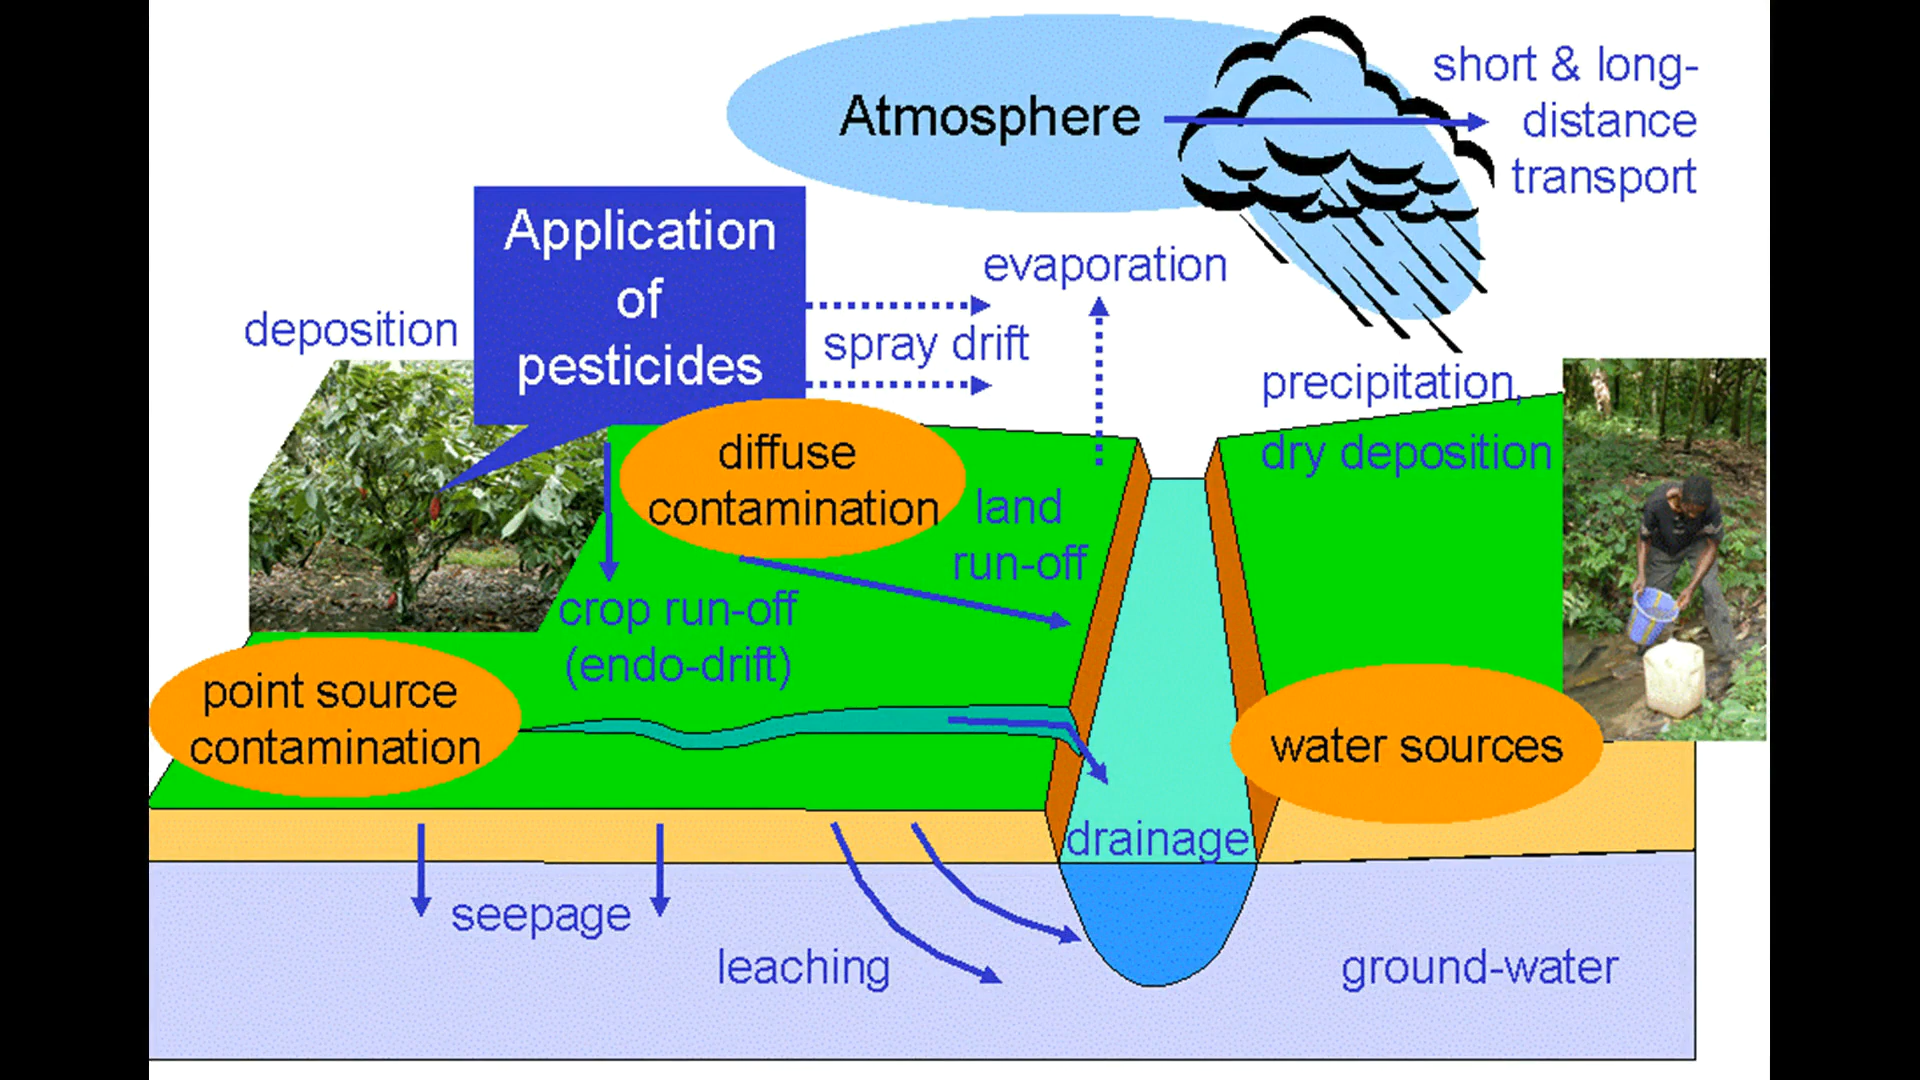 Atmosphere
short & long-
distance
transport
Application
of
pesticides
deposition
evaporation
spray drift
precipitation,
dry deposition
diffuse
contamination
land
run-off
crop run-off
(endo-drift)
point source
contamination
water sources
drainage
seepage
leaching
ground-water